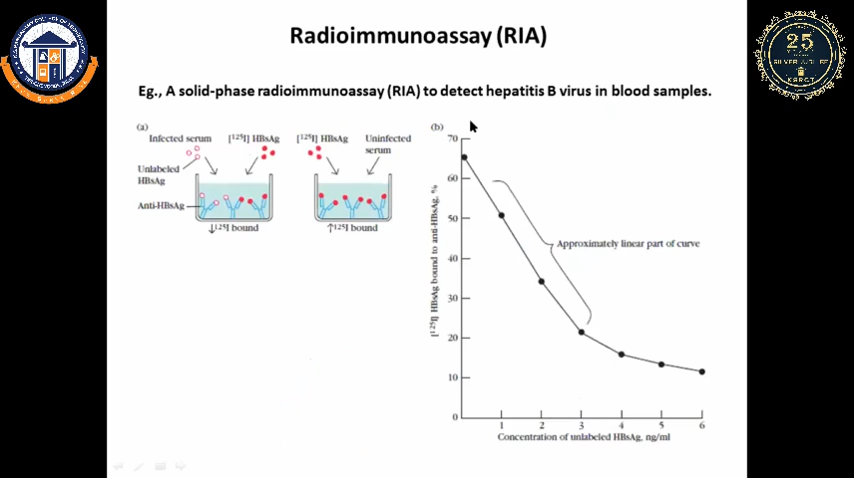 Radioimmunoassay (RIA)
Eg., A solid-phase radioimmunoassay (RIA) to detect hepatitis B virus in blood samples.
(a)
Infected serum
[¹²⁵I] HBsAg
[¹²⁵I] HBsAg
Uninfected
serum
Unlabeled
HBsAg
Anti-HBsAg
↓¹²⁵I bound
↑¹²⁵I bound
(b)
[¹²⁵I] HBsAg bound to anti-HBsAg, %
70
60
50
40
30
20
10
0
Approximately linear part of curve
1 2 3 4 5 6
Concentration of unlabeled HBsAg, ng/ml
25
SILVER JUBILEE